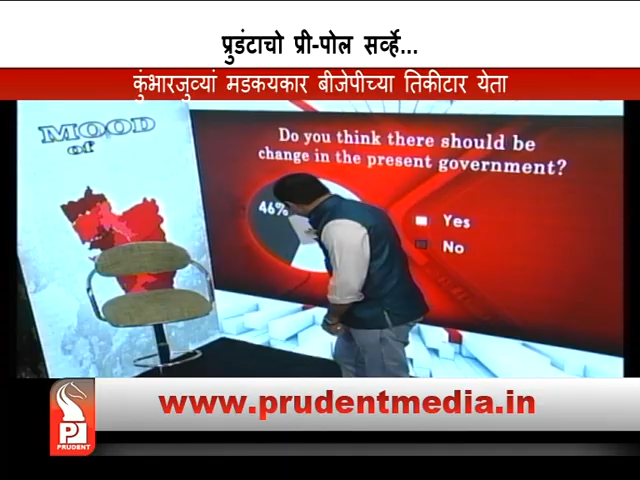 प्रुडंटाचो प्री-पोल सर्व्हे...
कुंभारजुव्यां मडकयकार बीजेपीच्या तिकीटार येता
MOOD
of
Do you think there should be
change in the present government?
46%
Yes
No
www.prudentmedia.in
P
PRUDENT